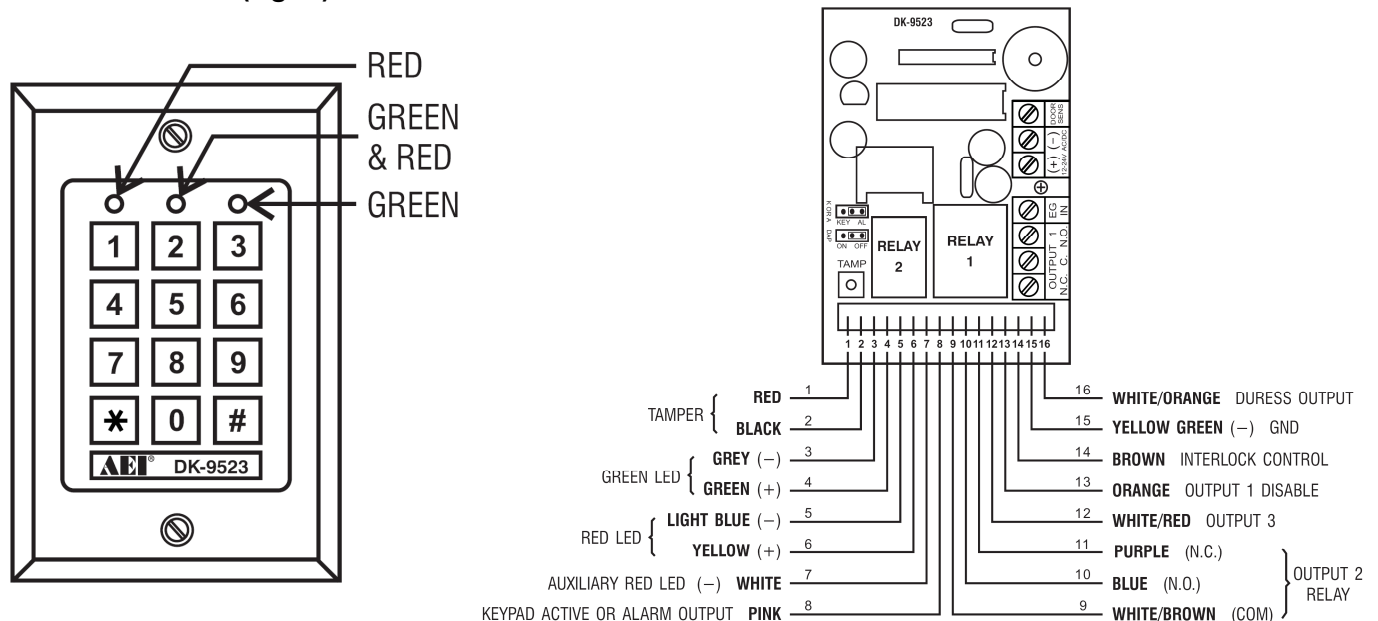 RED
GREEN
& RED
GREEN
1 2 3
4 5 6
7 8 9
* 0 #
AEI® DK-9523
DK-9523
DOOR
SENS
(+) (−)
12-24V AC/DC
EG
IN
OUTPUT 1
N.C. C. N.D.
K OR A
KEY AL
DAP
ON OFF
TAMP
RELAY
2
RELAY
1
1 2 3 4 5 6 7 8 9 10 11 12 13 14 15 16
TAMPER
RED 1
BLACK 2
GREEN LED
GREY (−) 3
GREEN (+) 4
RED LED
LIGHT BLUE (−) 5
YELLOW (+) 6
AUXILIARY RED LED (−) WHITE 7
KEYPAD ACTIVE OR ALARM OUTPUT PINK 8
16 WHITE/ORANGE DURESS OUTPUT
15 YELLOW GREEN (−) GND
14 BROWN INTERLOCK CONTROL
13 ORANGE OUTPUT 1 DISABLE
12 WHITE/RED OUTPUT 3
11 PURPLE (N.C.)
10 BLUE (N.O.)
9 WHITE/BROWN (COM)
OUTPUT 2
RELAY